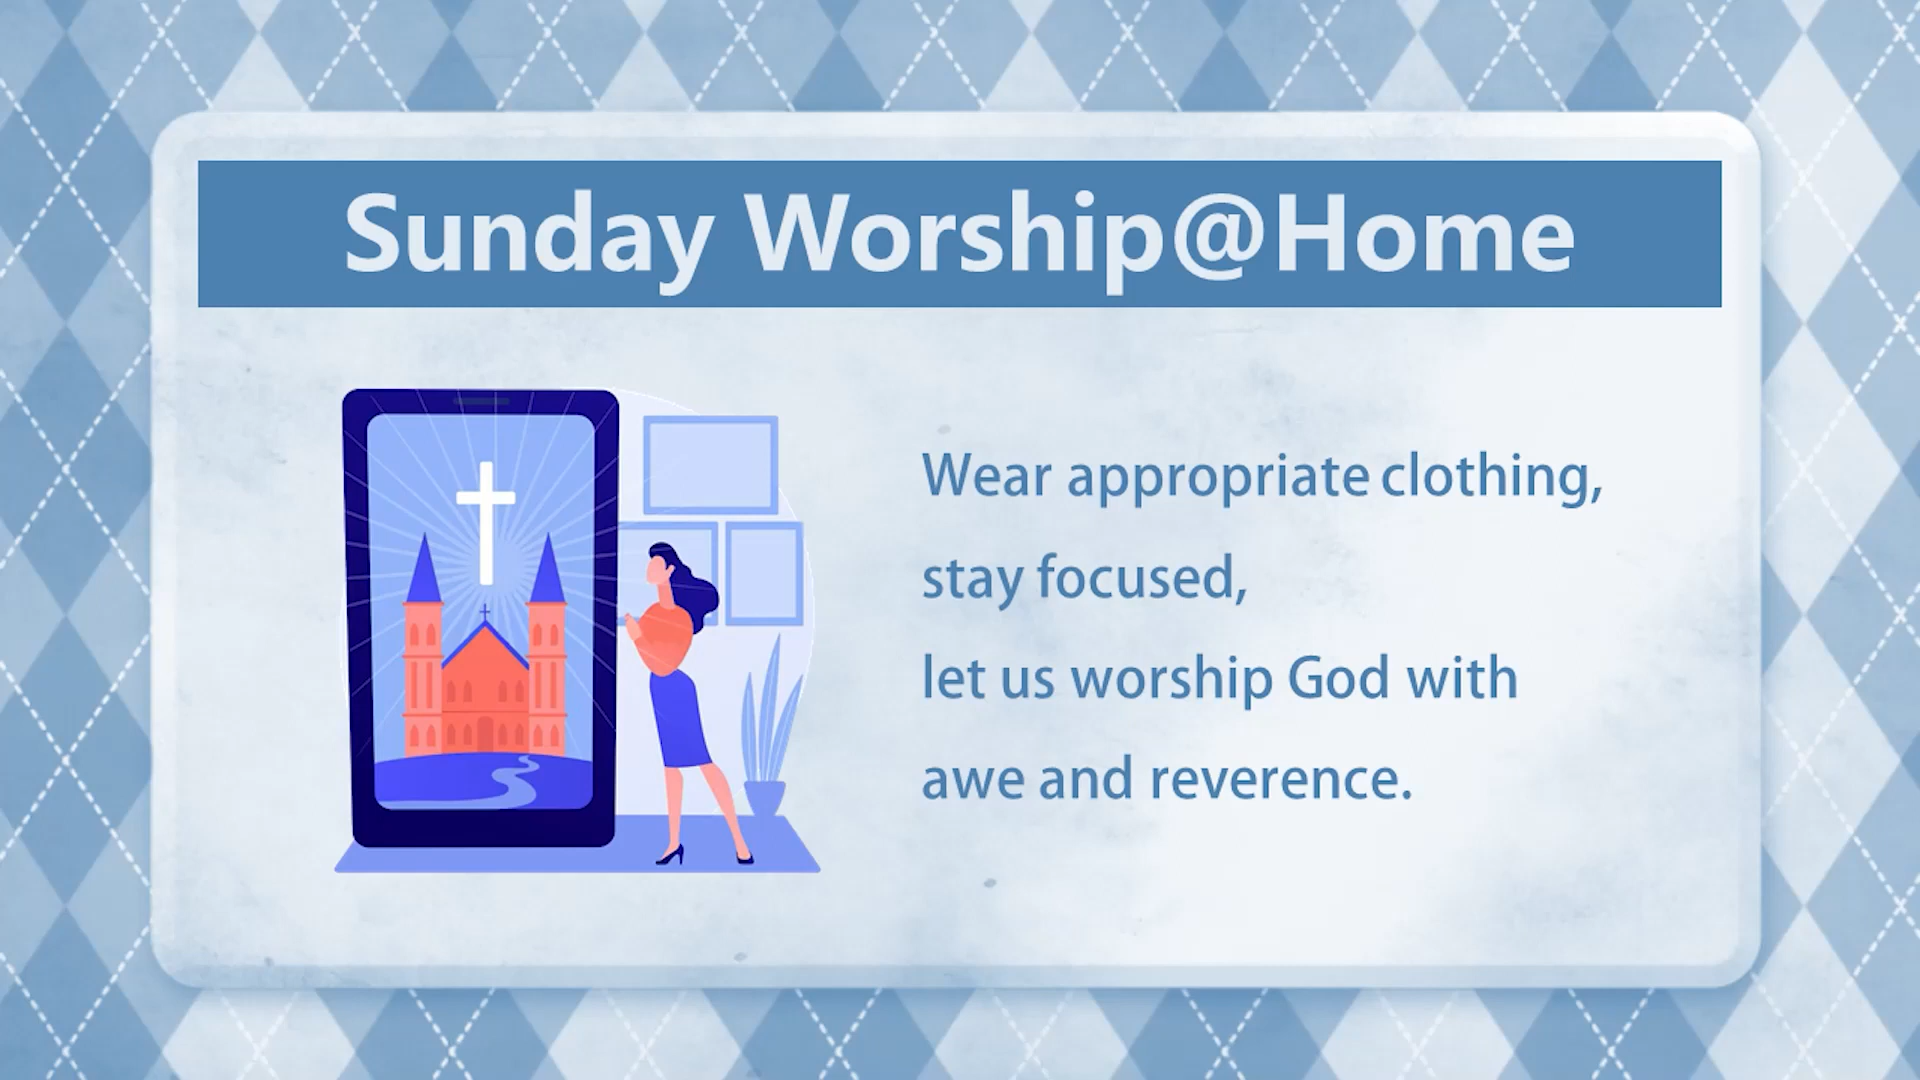 Sunday Worship@Home
Wear appropriate clothing,
stay focused,
let us worship God with
awe and reverence.